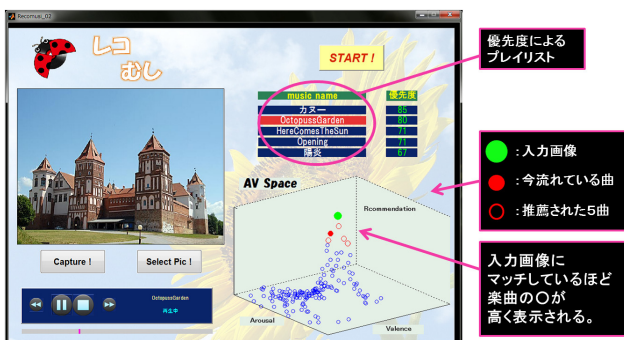 Recomusi_02
レコ
むし
START !
music name 優先度
カヌー 85
OctopussGarden 80
HereComesTheSun 71
Opening 71
陽炎 67
AV Space
Rcommendation
Arousal
Valence
Capture !
Select Pic !
OctopussGarden
再生中
優先度による
プレイリスト
:入力画像
:今流れている曲
:推薦された5曲
入力画像に
マッチしているほど
楽曲の〇が
高く表示される。